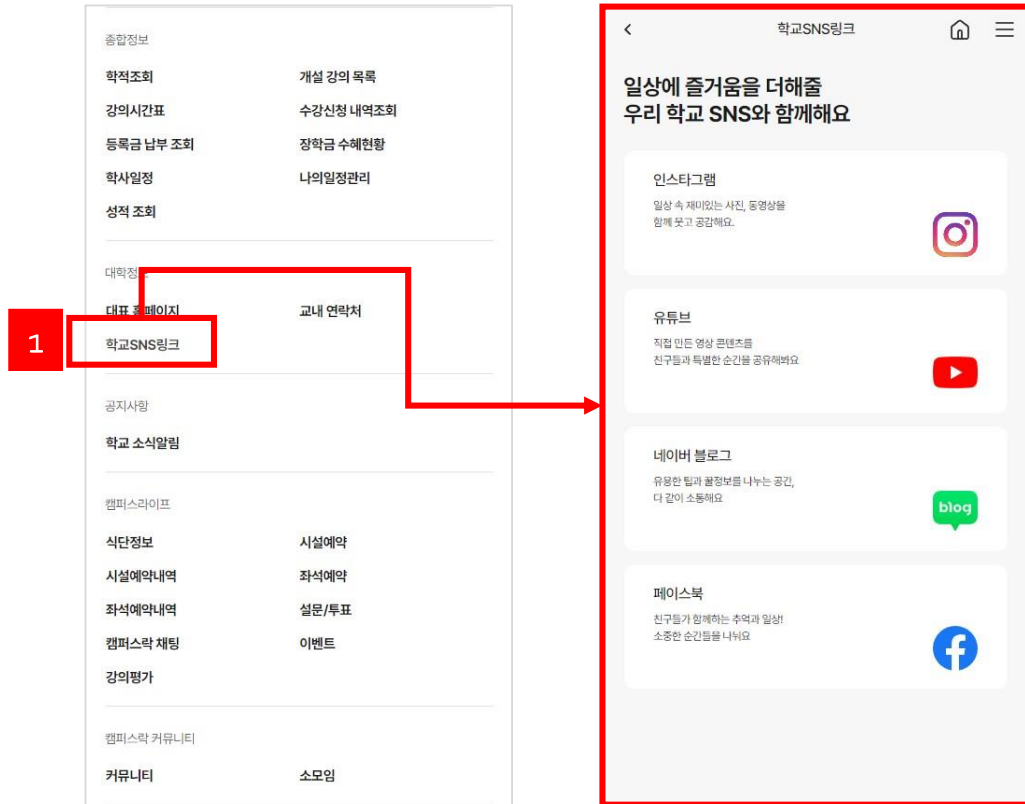 종합정보
학적조회 개설 강의 목록
강의시간표 수강신청 내역조회
등록금 납부 조회 장학금 수혜현황
학사일정 나의일정관리
성적 조회
대학정보
대표 홈페이지 교내 연락처
1
학교SNS링크
공지사항
학교 소식알림
캠퍼스라이프
식단정보 시설예약
시설예약내역 좌석예약
좌석예약내역 설문/투표
캠퍼스락 채팅 이벤트
강의평가
캠퍼스락 커뮤니티
커뮤니티 소모임
학교SNS링크
일상에 즐거움을 더해줄
우리 학교 SNS와 함께해요
인스타그램
일상 속 재미있는 사진, 동영상을
함께 웃고 공감해요.
유튜브
직접 만든 영상 콘텐츠를
친구들과 특별한 순간을 공유해봐요
네이버 블로그
유용한 팁과 꿀정보를 나누는 공간,
다 같이 소통해요
blog
페이스북
친구들가 함께하는 추억과 일상!
소중한 순간들을 나눠요